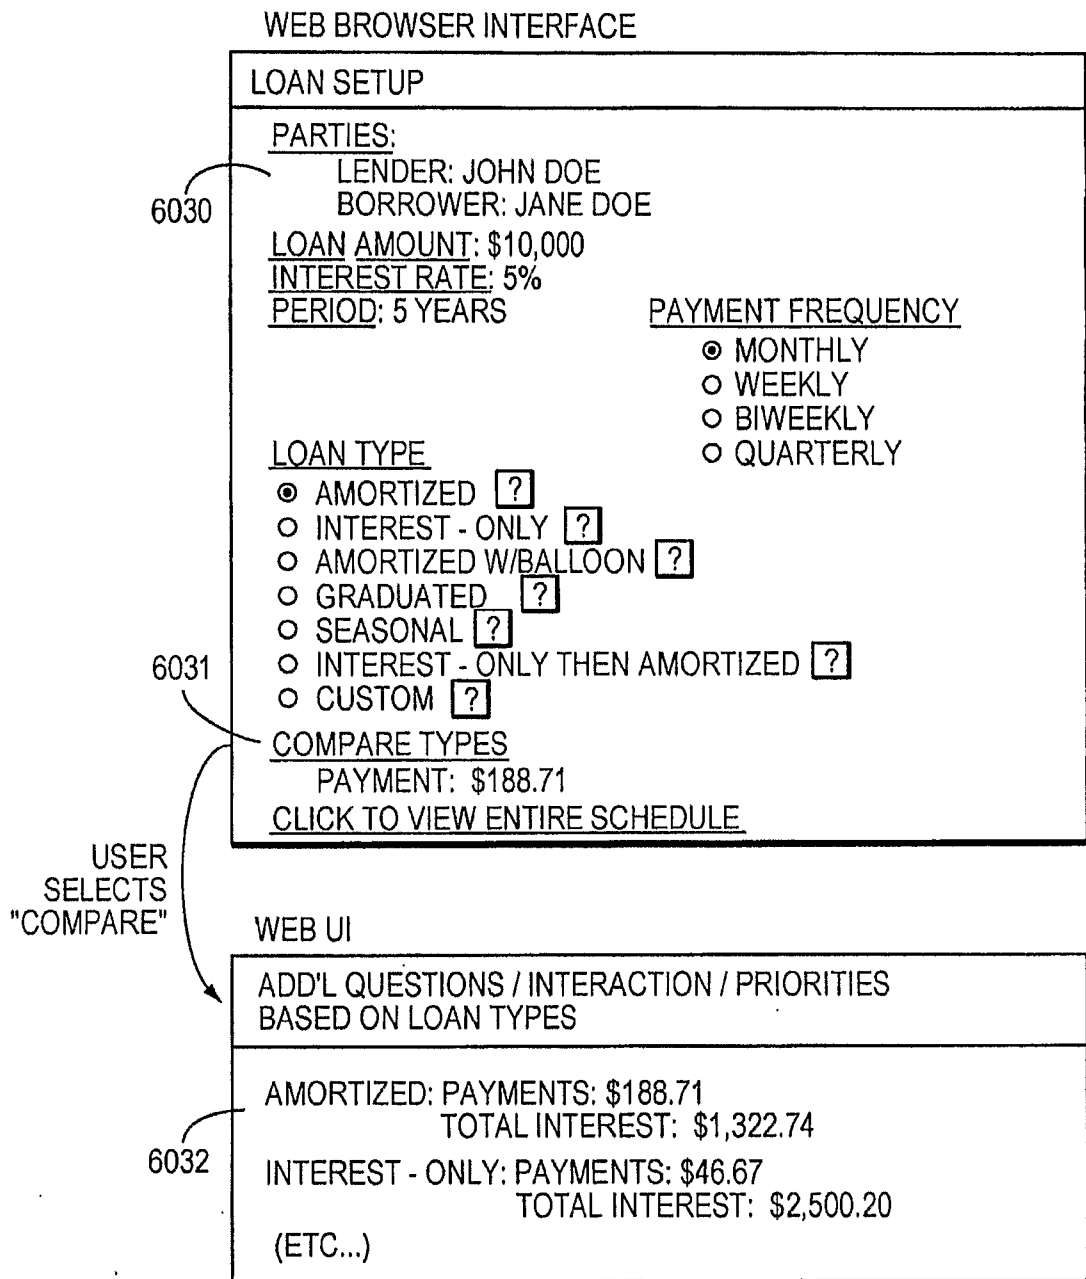 WEB BROWSER INTERFACE
LOAN SETUP
PARTIES:
LENDER: JOHN DOE
BORROWER: JANE DOE
6030
LOAN AMOUNT: $10,000
INTEREST RATE: 5%
PERIOD: 5 YEARS
PAYMENT FREQUENCY
MONTHLY
WEEKLY
BIWEEKLY
QUARTERLY
LOAN TYPE
AMORTIZED ?
INTEREST - ONLY ?
AMORTIZED W/BALLOON ?
GRADUATED ?
SEASONAL ?
INTEREST - ONLY THEN AMORTIZED ?
CUSTOM ?
6031
COMPARE TYPES
PAYMENT: $188.71
CLICK TO VIEW ENTIRE SCHEDULE
USER
SELECTS
"COMPARE"
WEB UI
ADD'L QUESTIONS / INTERACTION / PRIORITIES
BASED ON LOAN TYPES
AMORTIZED: PAYMENTS: $188.71
TOTAL INTEREST: $1,322.74
6032
INTEREST - ONLY: PAYMENTS: $46.67
TOTAL INTEREST: $2,500.20
(ETC...)